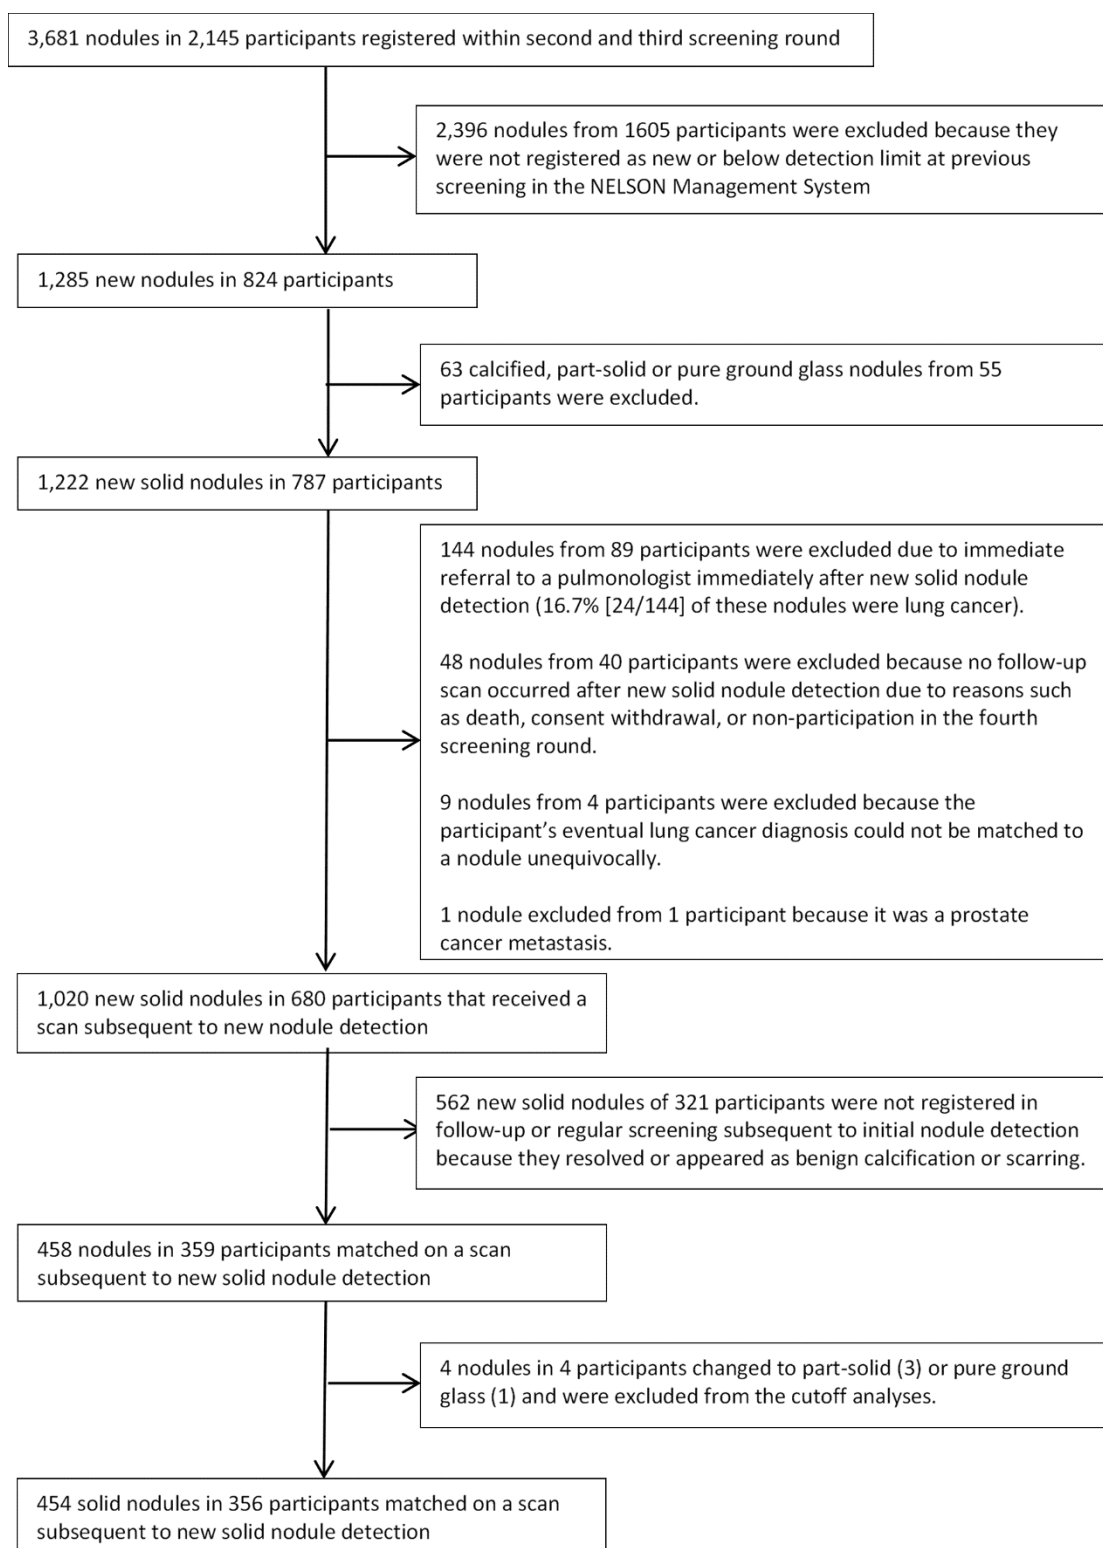 3,681 nodules in 2,145 participants registered within second and third screening round
2,396 nodules from 1605 participants were excluded because they
were not registered as new or below detection limit at previous
screening in the NELSON Management System
1,285 new nodules in 824 participants
63 calcified, part-solid or pure ground glass nodules from 55
participants were excluded.
1,222 new solid nodules in 787 participants
144 nodules from 89 participants were excluded due to immediate
referral to a pulmonologist immediately after new solid nodule
detection (16.7% [24/144] of these nodules were lung cancer).
48 nodules from 40 participants were excluded because no follow-up
scan occurred after new solid nodule detection due to reasons such
as death, consent withdrawal, or non-participation in the fourth
screening round.
9 nodules from 4 participants were excluded because the
participant’s eventual lung cancer diagnosis could not be matched to
a nodule unequivocally.
1 nodule excluded from 1 participant because it was a prostate
cancer metastasis.
1,020 new solid nodules in 680 participants that received a
scan subsequent to new nodule detection
562 new solid nodules of 321 participants were not registered in
follow-up or regular screening subsequent to initial nodule detection
because they resolved or appeared as benign calcification or scarring.
458 nodules in 359 participants matched on a scan
subsequent to new solid nodule detection
4 nodules in 4 participants changed to part-solid (3) or pure ground
glass (1) and were excluded from the cutoff analyses.
454 solid nodules in 356 participants matched on a scan
subsequent to new solid nodule detection